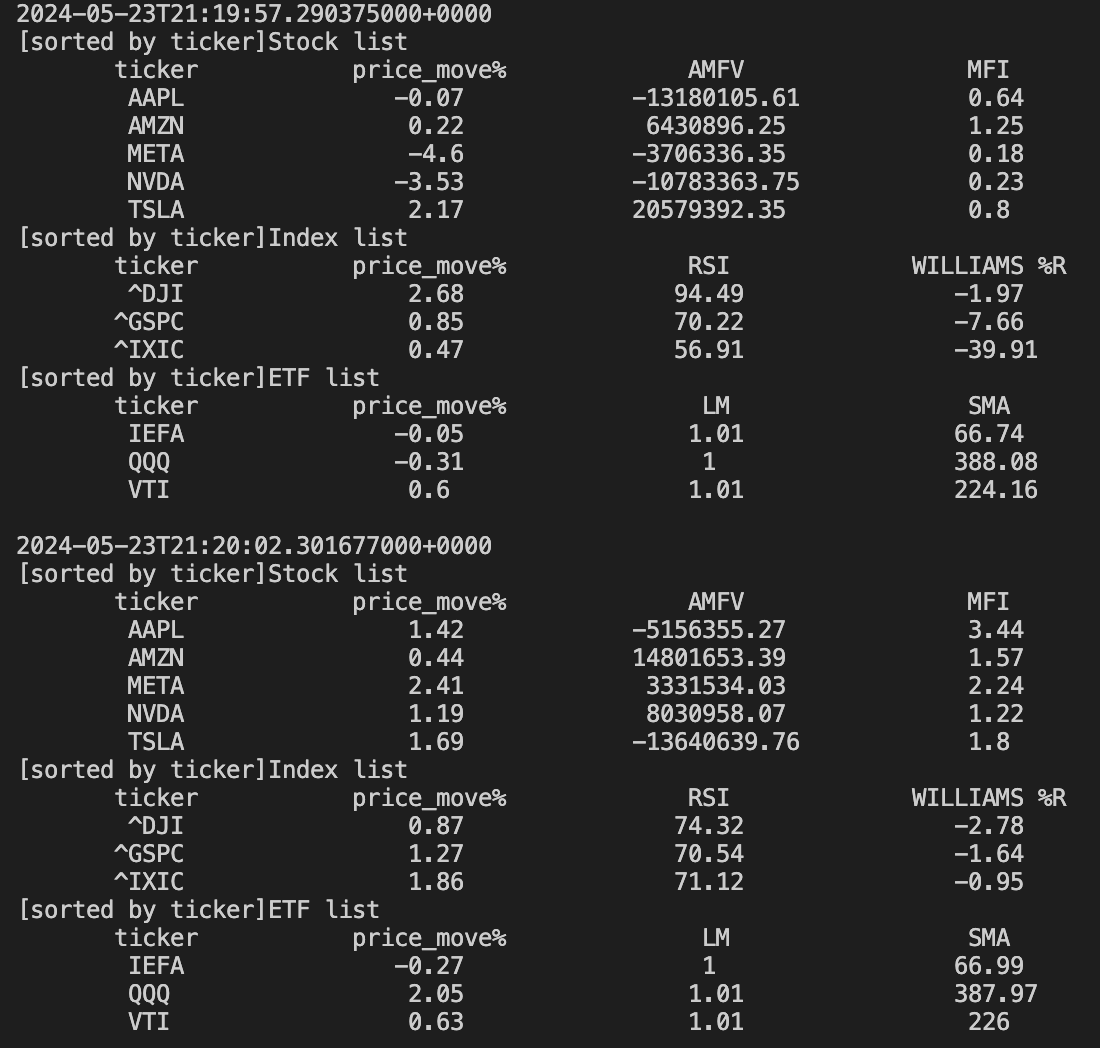 2024-05-23T21:19:57.290375000+0000
[sorted by ticker]Stock list
ticker price_move% AMFV MFI
AAPL -0.07 -13180105.61 0.64
AMZN 0.22 6430896.25 1.25
META -4.6 -3706336.35 0.18
NVDA -3.53 -10783363.75 0.23
TSLA 2.17 20579392.35 0.8
[sorted by ticker]Index list
ticker price_move% RSI WILLIAMS %R
^DJI 2.68 94.49 -1.97
^GSPC 0.85 70.22 -7.66
^IXIC 0.47 56.91 -39.91
[sorted by ticker]ETF list
ticker price_move% LM SMA
IEFA -0.05 1.01 66.74
QQQ -0.31 1 388.08
VTI 0.6 1.01 224.16
2024-05-23T21:20:02.301677000+0000
[sorted by ticker]Stock list
ticker price_move% AMFV MFI
AAPL 1.42 -5156355.27 3.44
AMZN 0.44 14801653.39 1.57
META 2.41 3331534.03 2.24
NVDA 1.19 8030958.07 1.22
TSLA 1.69 -13640639.76 1.8
[sorted by ticker]Index list
ticker price_move% RSI WILLIAMS %R
^DJI 0.87 74.32 -2.78
^GSPC 1.27 70.54 -1.64
^IXIC 1.86 71.12 -0.95
[sorted by ticker]ETF list
ticker price_move% LM SMA
IEFA -0.27 1 66.99
QQQ 2.05 1.01 387.97
VTI 0.63 1.01 226